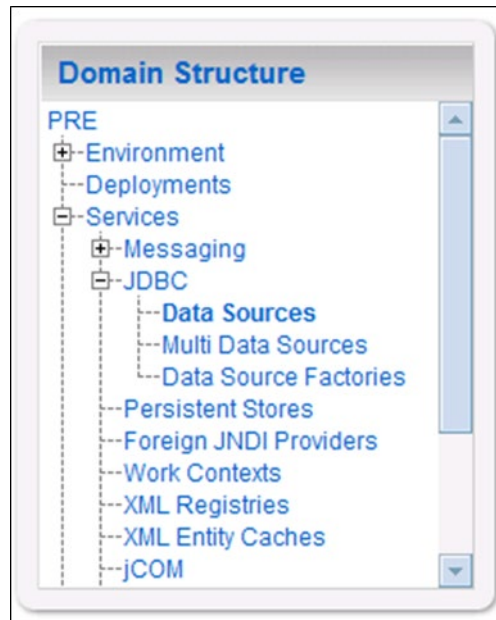 Domain Structure
PRE
Environment
Deployments
Services
Messaging
JDBC
Data Sources
Multi Data Sources
Data Source Factories
Persistent Stores
Foreign JNDI Providers
Work Contexts
XML Registries
XML Entity Caches
jCOM